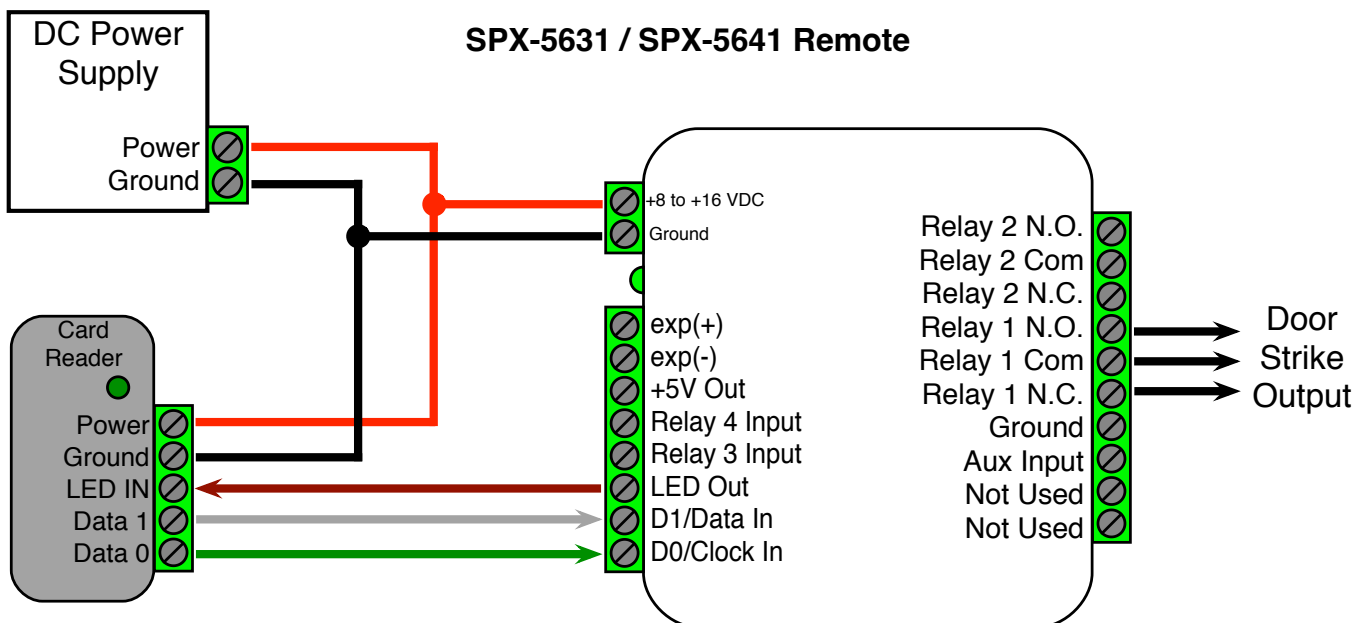 SPX-5631 / SPX-5641 Remote
DC Power
Supply
Power
Ground
+8 to +16 VDC
Ground
Card
Reader
Power
Ground
LED IN
Data 1
Data 0
exp(+)
exp(-)
+5V Out
Relay 4 Input
Relay 3 Input
LED Out
D1/Data In
D0/Clock In
Relay 2 N.O.
Relay 2 Com
Relay 2 N.C.
Relay 1 N.O.
Relay 1 Com
Relay 1 N.C.
Ground
Aux Input
Not Used
Not Used
Door
Strike
Output